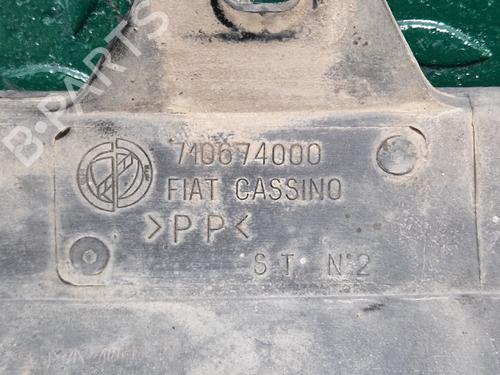 B-PARTS
710674000
FIAT CASSINO
>PP<
S.T. N°2